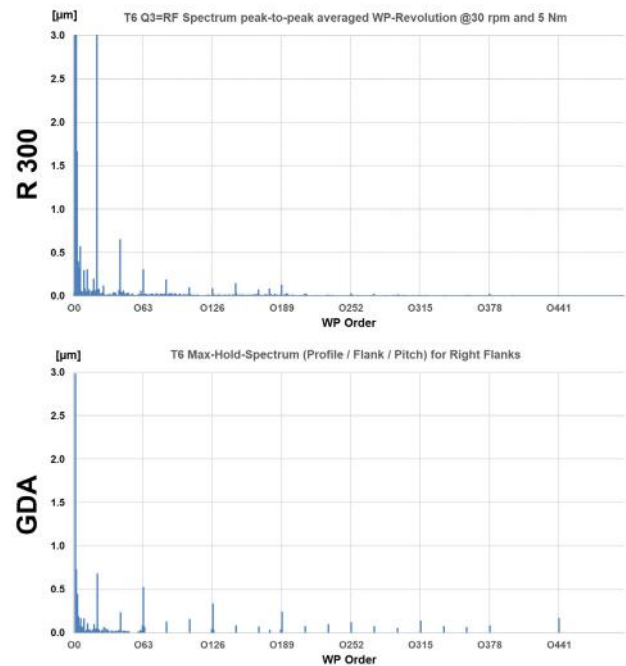 [µm]
T6 Q3=RF Spectrum peak-to-peak averaged WP-Revolution @30 rpm and 5 Nm
R 300
3.0
2.5
2.0
1.5
1.0
0.5
0.0
O0 O63 O126 O189 O252 O315 O378 O441
WP Order
[µm]
T6 Max-Hold-Spectrum (Profile / Flank / Pitch) for Right Flanks
GDA
3.0
2.5
2.0
1.5
1.0
0.5
0.0
O0 O63 O126 O189 O252 O315 O378 O441
WP Order